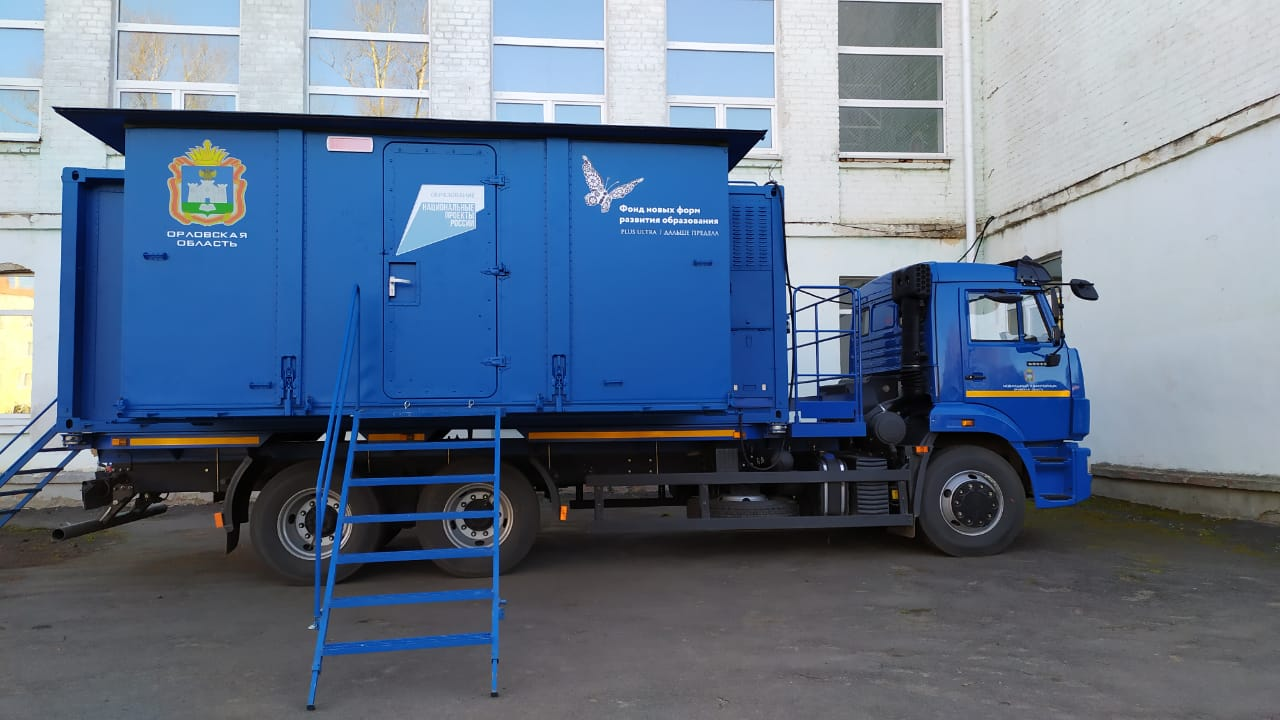 ОРЛОВСКАЯ
ОБЛАСТЬ
ОБРАЗОВАНИЕ
НАЦИОНАЛЬНЫЕ
ПРОЕКТЫ
РОССИИ
Фонд новых форм
развития образования
PLUS ULTRA | ДАЛЬШЕ ПРЕДЕЛА